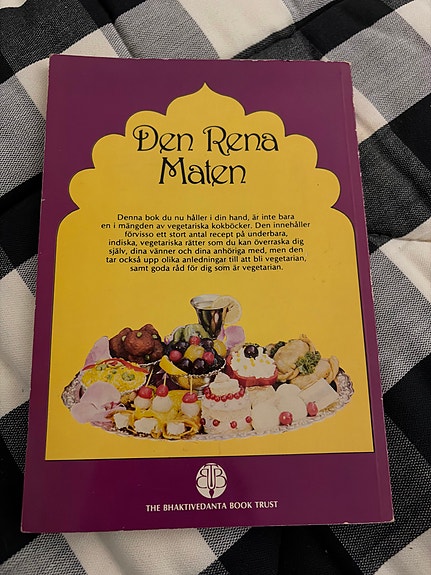 Den Rena
Maten
Denna bok du nu håller i din hand, är inte bara
en i mängden av vegetariska kokböcker. Den innehåller
förvisso ett stort antal recept på underbara,
indiska, vegetariska rätter som du kan överraska dig
själv, dina vänner och dina anhöriga med, men den
tar också upp olika anledningar till att bli vegetarian,
samt goda råd för dig som är vegetarian.
BBT
THE BHAKTIVEDANTA BOOK TRUST